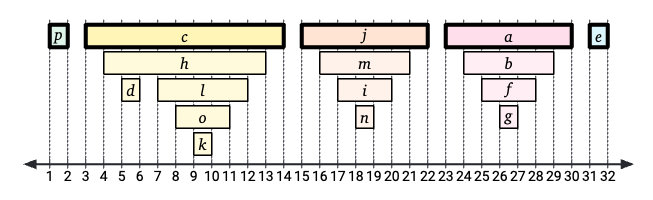 p c j a e
h m b
d l i f
o n g
k
1 2 3 4 5 6 7 8 9 10 11 12 13 14 15 16 17 18 19 20 21 22 23 24 25 26 27 28 29 30 31 32